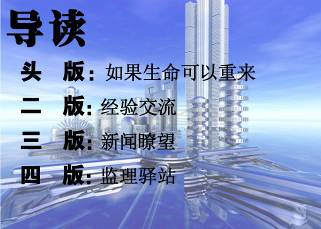 导读
头 版：如果生命可以重来
二 版：经验交流
三 版：新闻瞭望
四 版：监理驿站